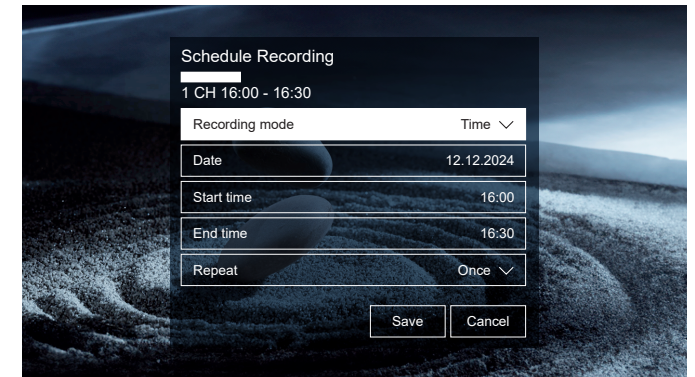 Schedule Recording
1 CH 16:00 - 16:30
Recording mode Time
Date 12.12.2024
Start time 16:00
End time 16:30
Repeat Once
Save Cancel